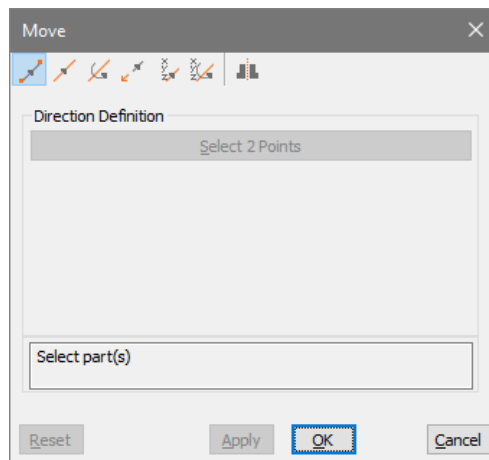 Move
Direction Definition
Select 2 Points
Select part(s)
Reset
Apply
OK
Cancel